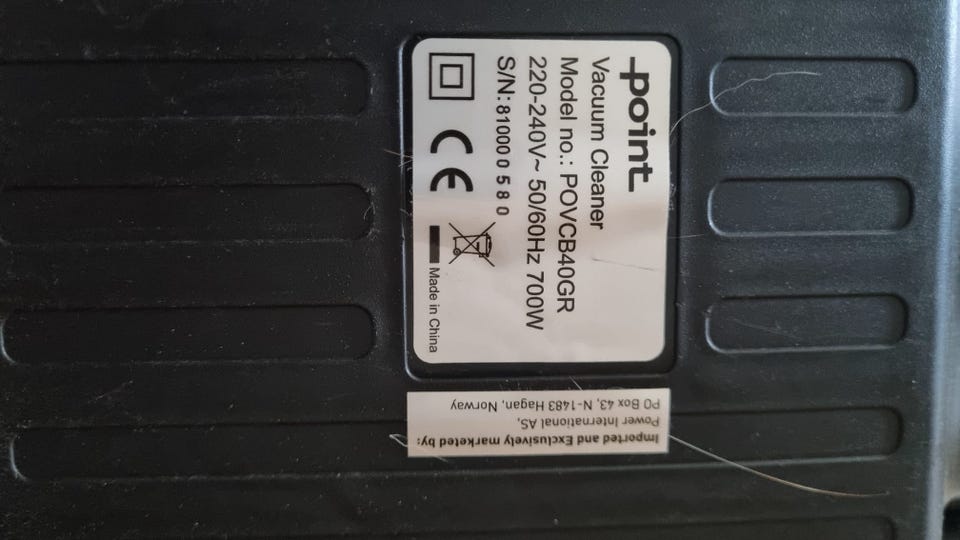 point
Vacuum Cleaner
Model no.: POVCB40GR
220-240V~ 50/60Hz 700W
S/N: 81000 0 5 8 0
CE
Made in China
Imported and Exclusively marketed by:
Power International AS,
PO Box 43, N-1483 Hagan, Norway